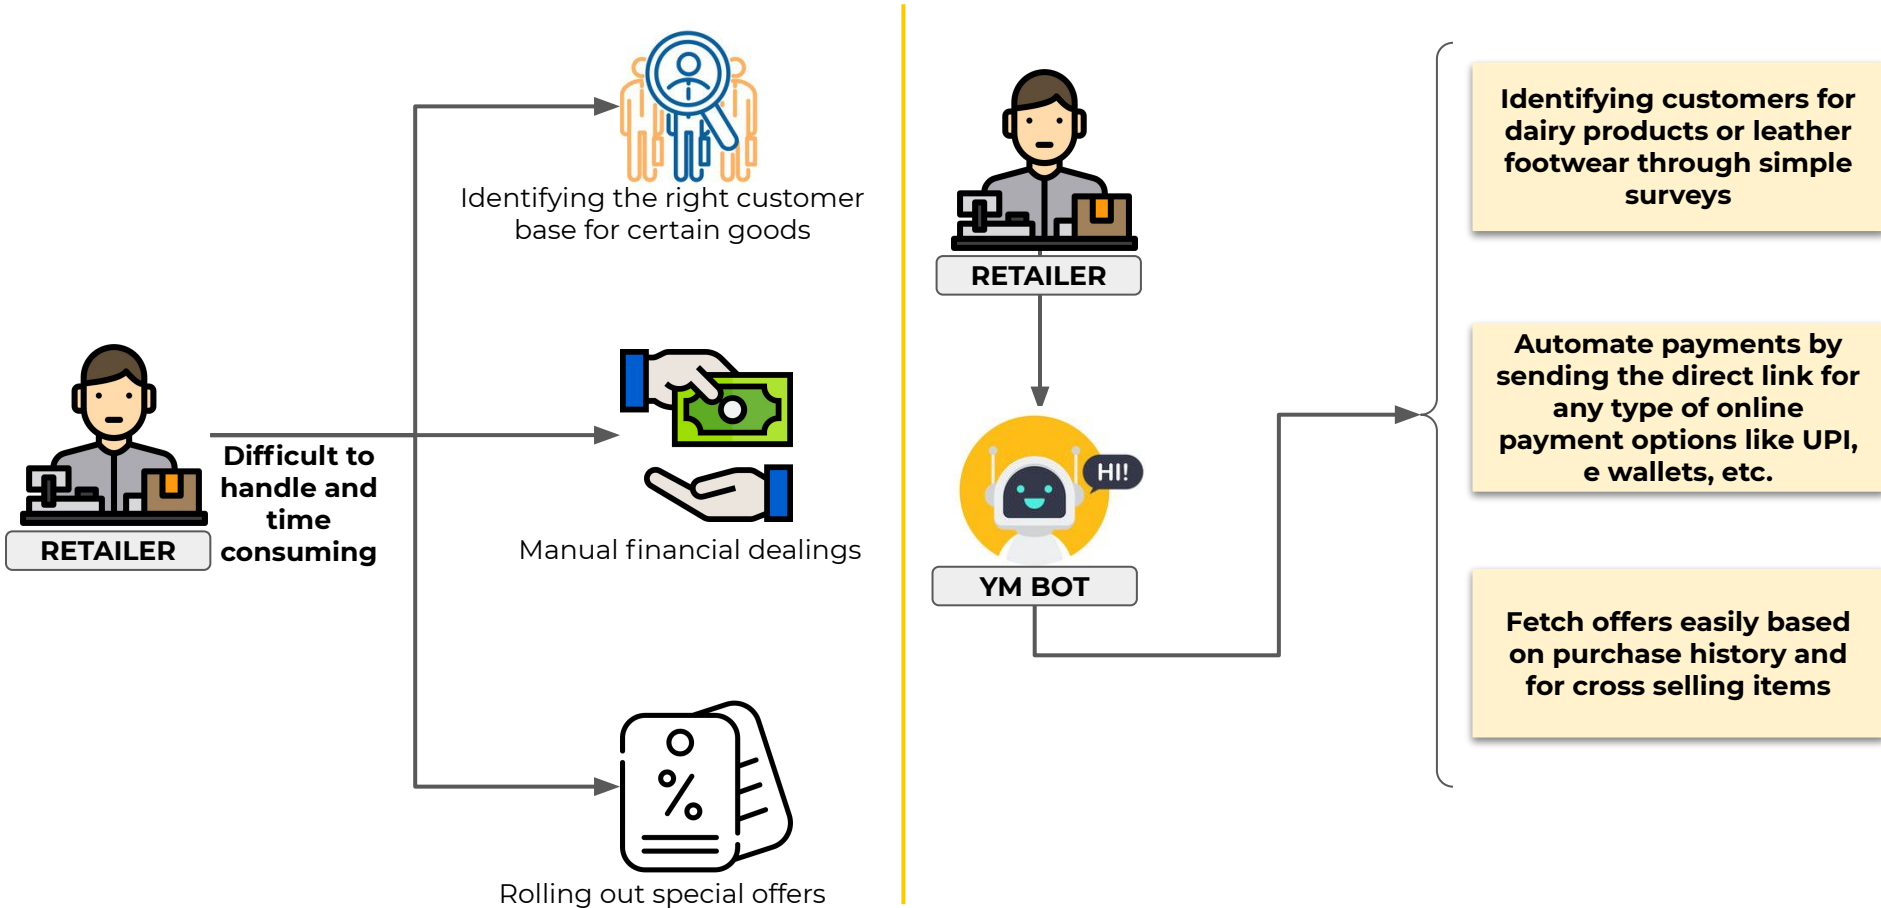 Identifying the right customer
base for certain goods
RETAILER
Difficult to
handle and
time
consuming
Manual financial dealings
%
Rolling out special offers
RETAILER
HI!
YM BOT
Identifying customers for
dairy products or leather
footwear through simple
surveys
Automate payments by
sending the direct link for
any type of online
payment options like UPI,
e wallets, etc.
Fetch offers easily based
on purchase history and
for cross selling items